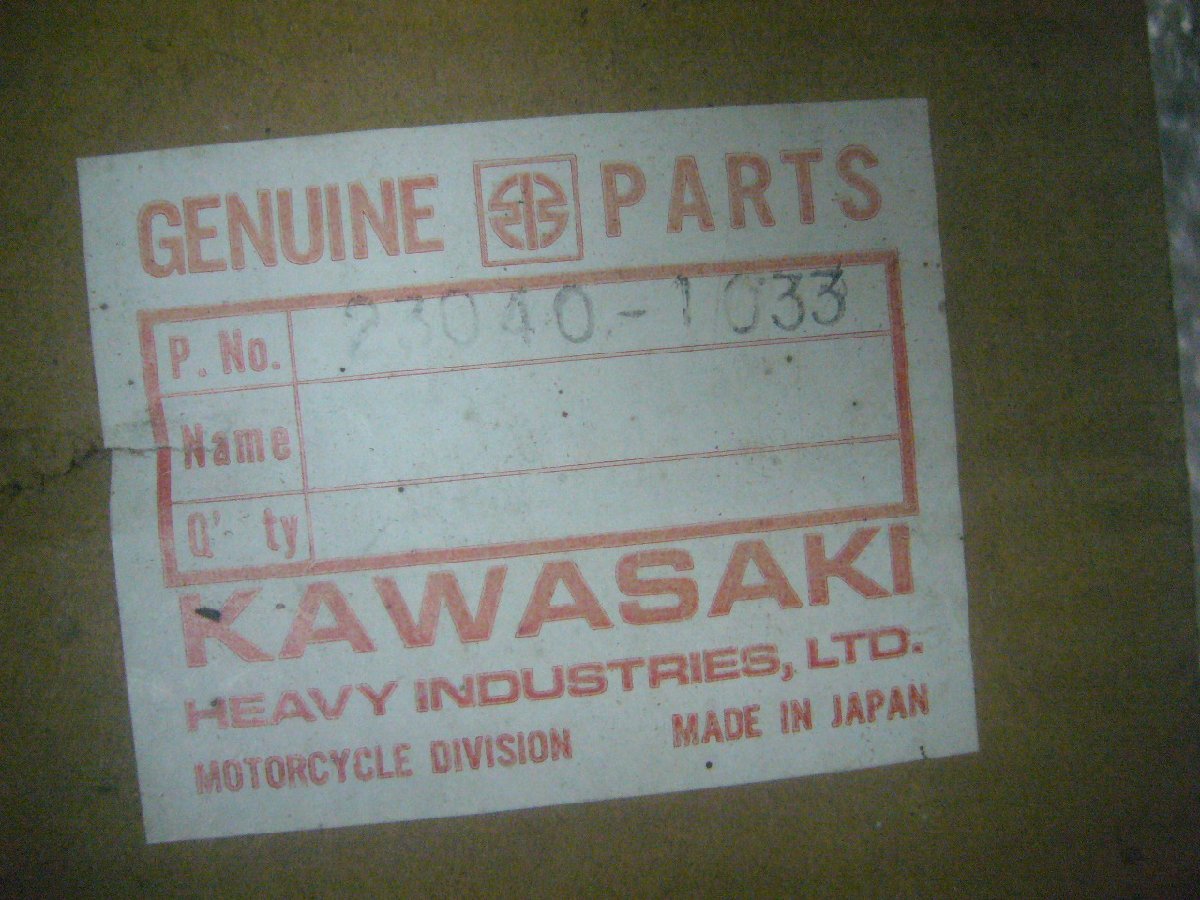 GENUINE PARTS
P. No. 23040-1033
Name
Q'ty
KAWASAKI
HEAVY INDUSTRIES, LTD.
MOTORCYCLE DIVISION MADE IN JAPAN